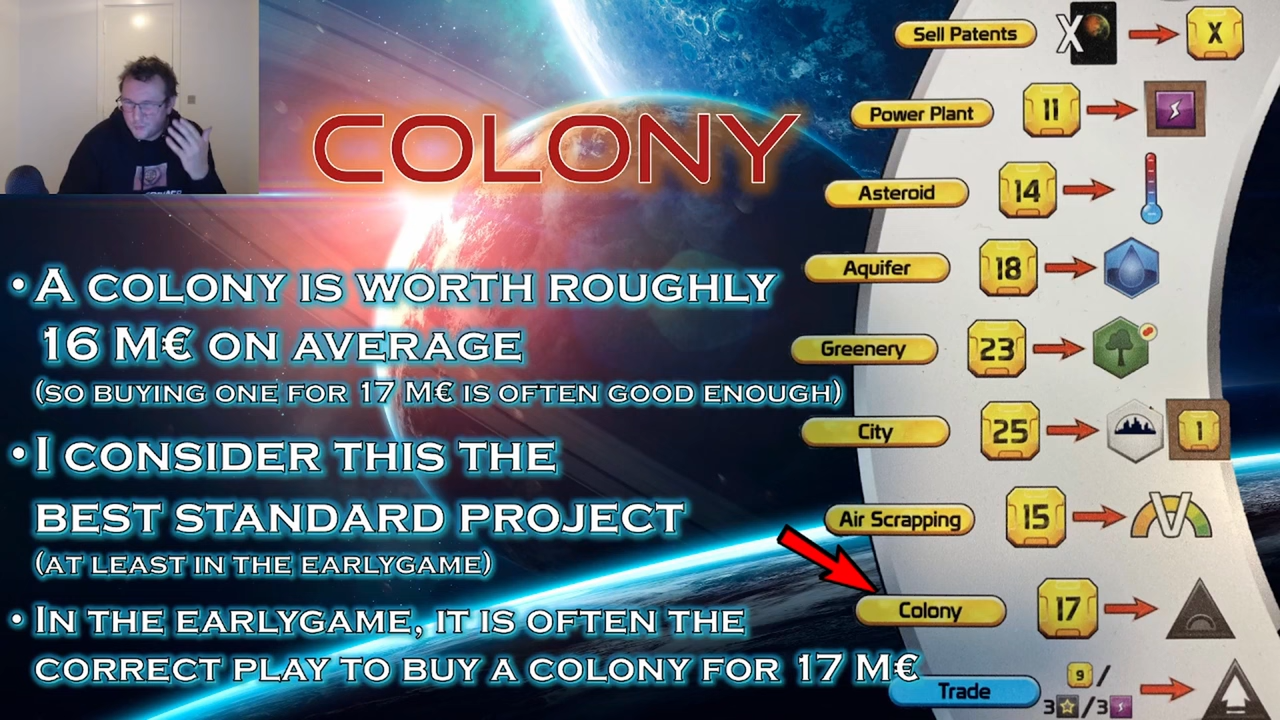 COLONY
• A COLONY IS WORTH ROUGHLY
16 M€ ON AVERAGE
(SO BUYING ONE FOR 17 M€ IS OFTEN GOOD ENOUGH)
• I CONSIDER THIS THE
BEST STANDARD PROJECT
(AT LEAST IN THE EARLYGAME)
• IN THE EARLYGAME, IT IS OFTEN THE
CORRECT PLAY TO BUY A COLONY FOR 17 M€
Sell Patents X X
Power Plant 11
Asteroid 14
Aquifer 18
Greenery 23
City 25 1
Air Scrapping 15 V
Colony 17
Trade 9 /
3 /3